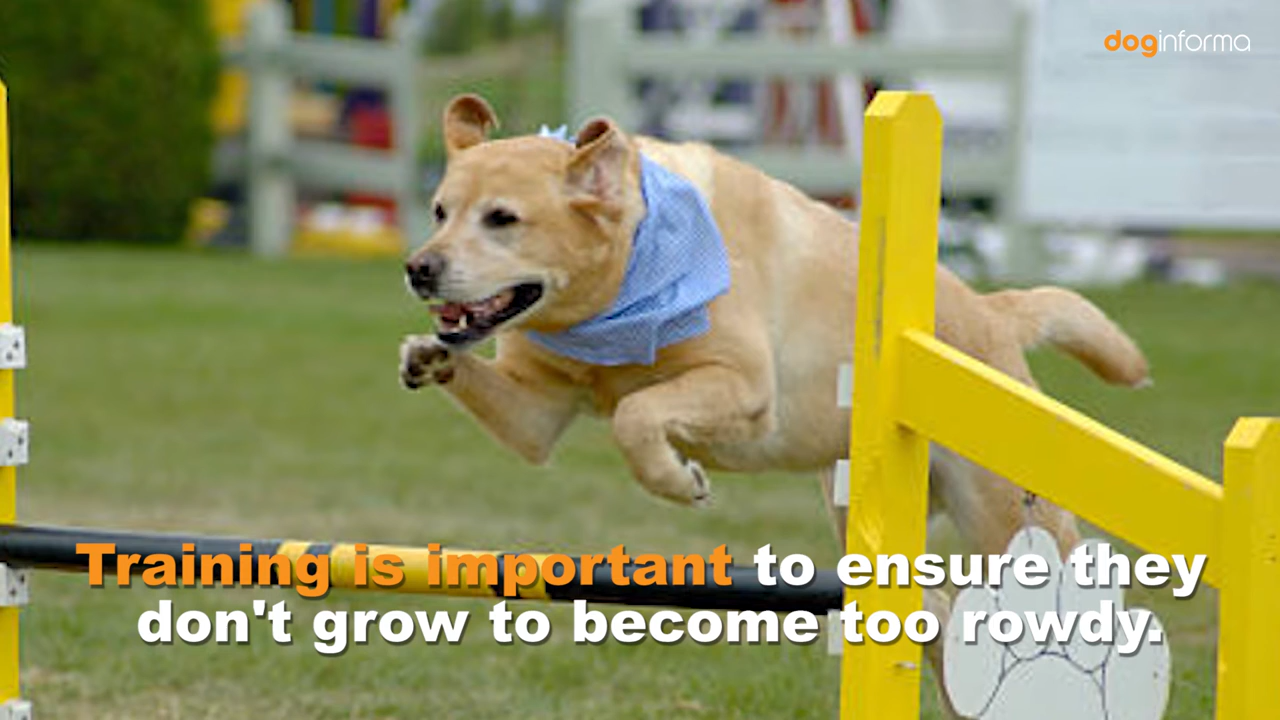 doginforma
Training is important to ensure they
don't grow to become too rowdy.